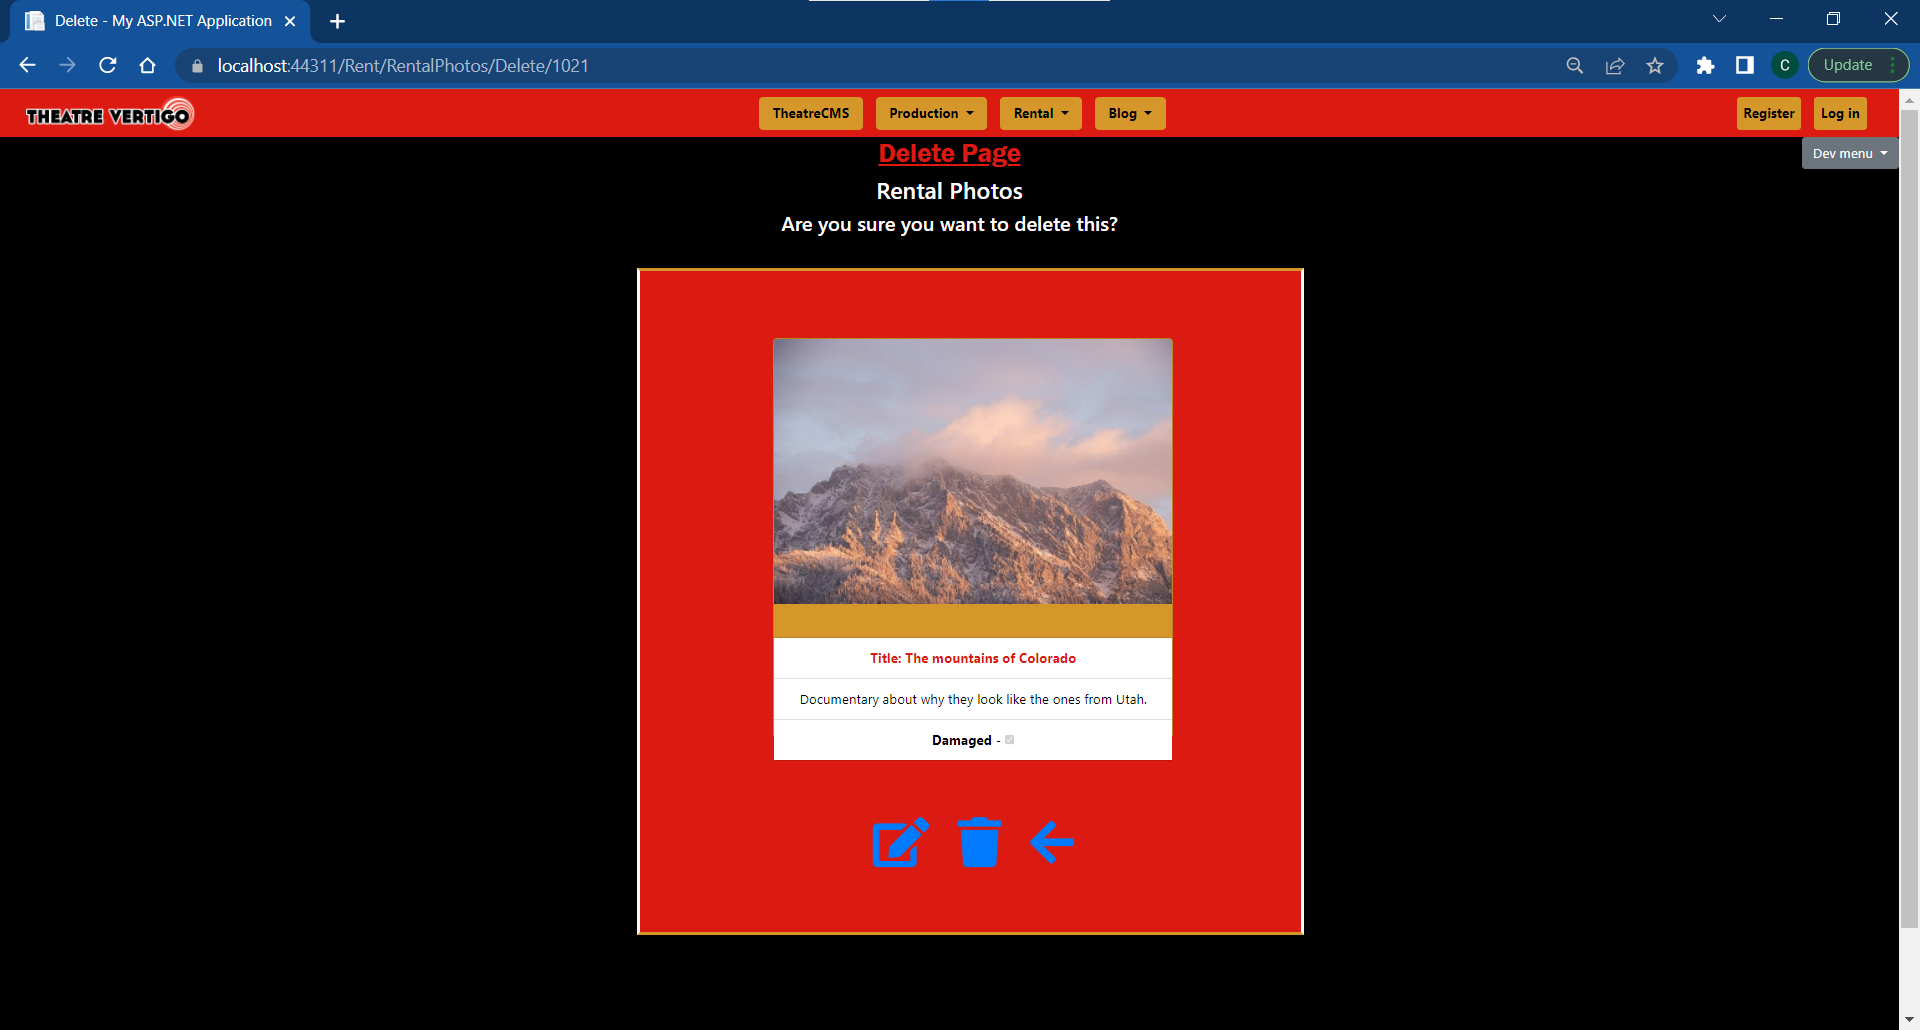 Delete - My ASP.NET Application
localhost:44311/Rent/RentalPhotos/Delete/1021
C
Update
THEATRE VERTIGO
TheatreCMS
Production
Rental
Blog
Register
Log in
Dev menu
Delete Page
Rental Photos
Are you sure you want to delete this?
Title: The mountains of Colorado
Documentary about why they look like the ones from Utah.
Damaged -